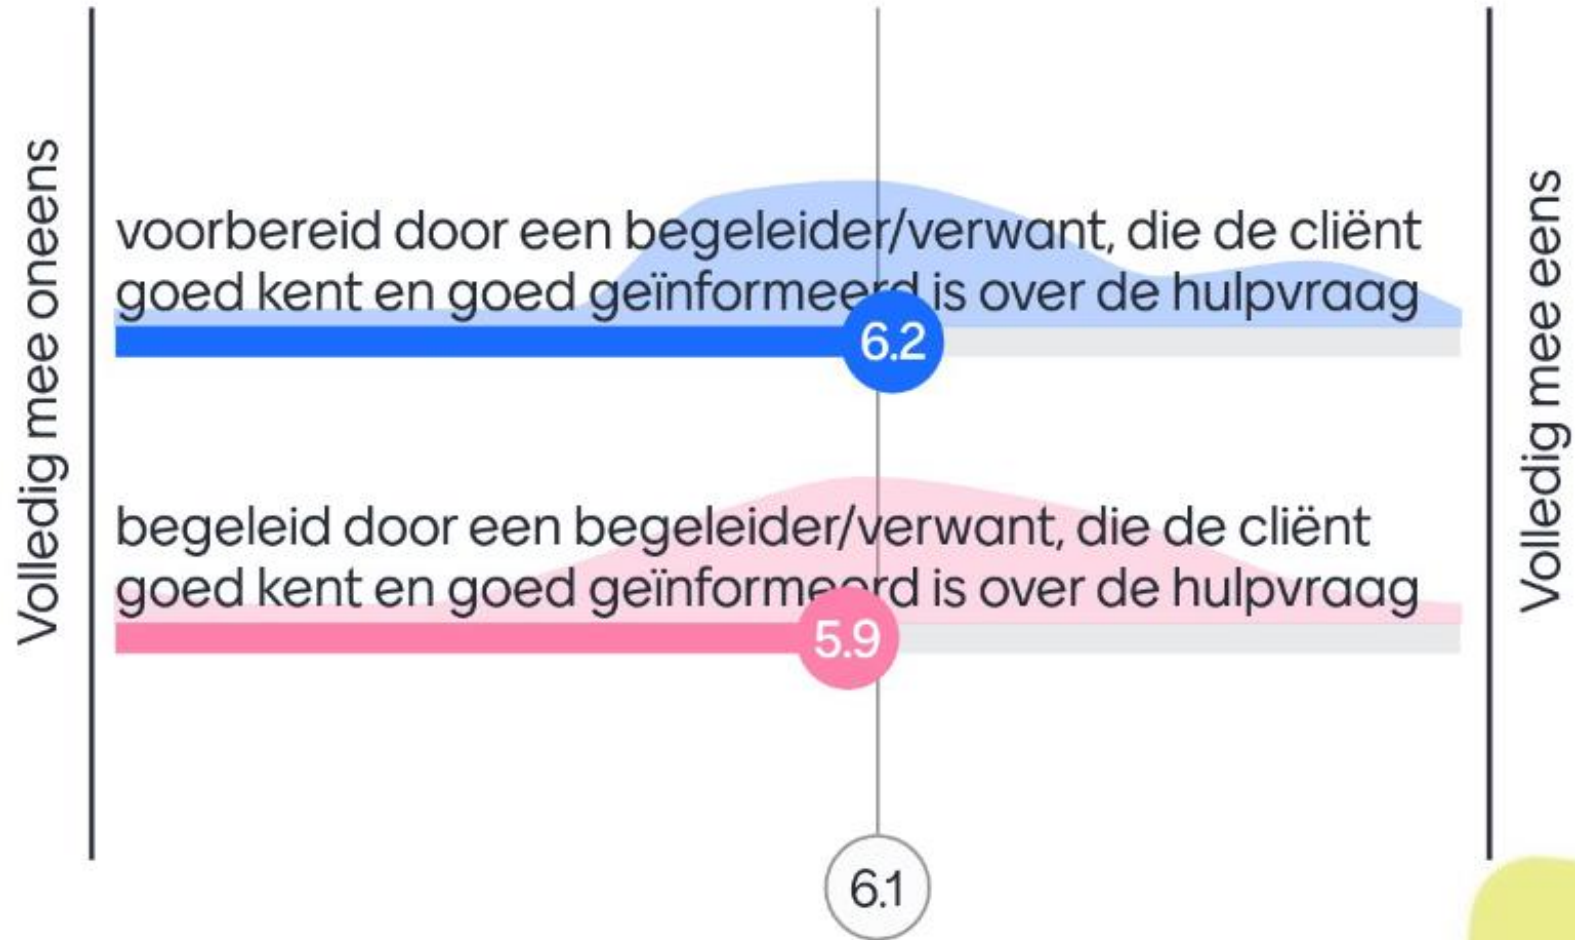 Volledig mee oneens
voorbereid door een begeleider/verwant, die de cliënt
goed kent en goed geïnformeerd is over de hulpvraag
6.2
begeleid door een begeleider/verwant, die de cliënt
goed kent en goed geïnformeerd is over de hulpvraag
5.9
6.1
Volledig mee eens